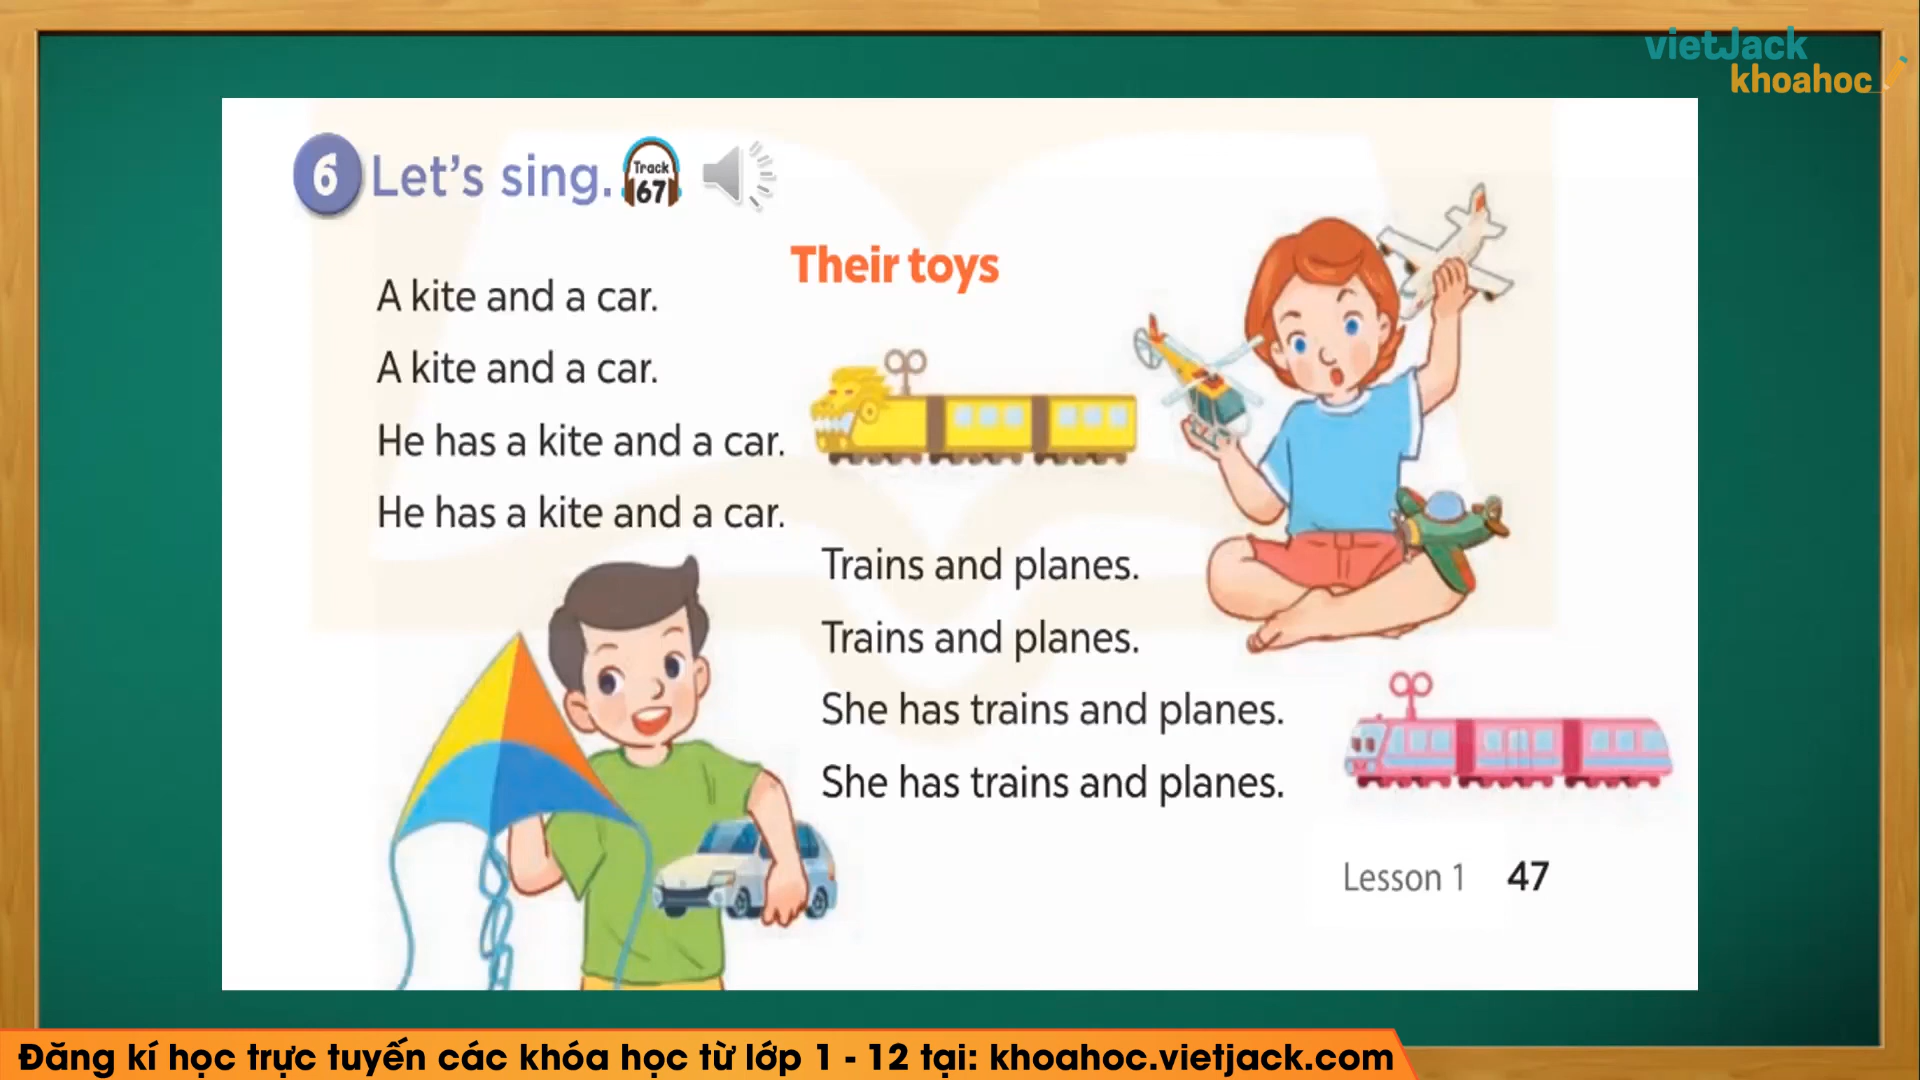 vietJack
khoahoc
6 Let's sing. Track 67
Their toys
A kite and a car.
A kite and a car.
He has a kite and a car.
He has a kite and a car.
Trains and planes.
Trains and planes.
She has trains and planes.
She has trains and planes.
Lesson 1 47
Đăng kí học trực tuyến các khóa học từ lớp 1 - 12 tại: khoahoc.vietjack.com